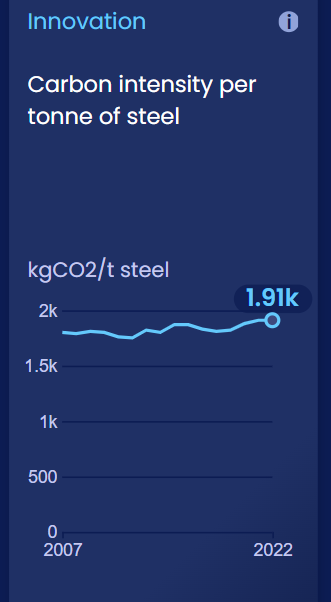 Innovation
i
Carbon intensity per
tonne of steel
kgCO2/t steel
1.91k
2k
1.5k
1k
500
0
2007 2022